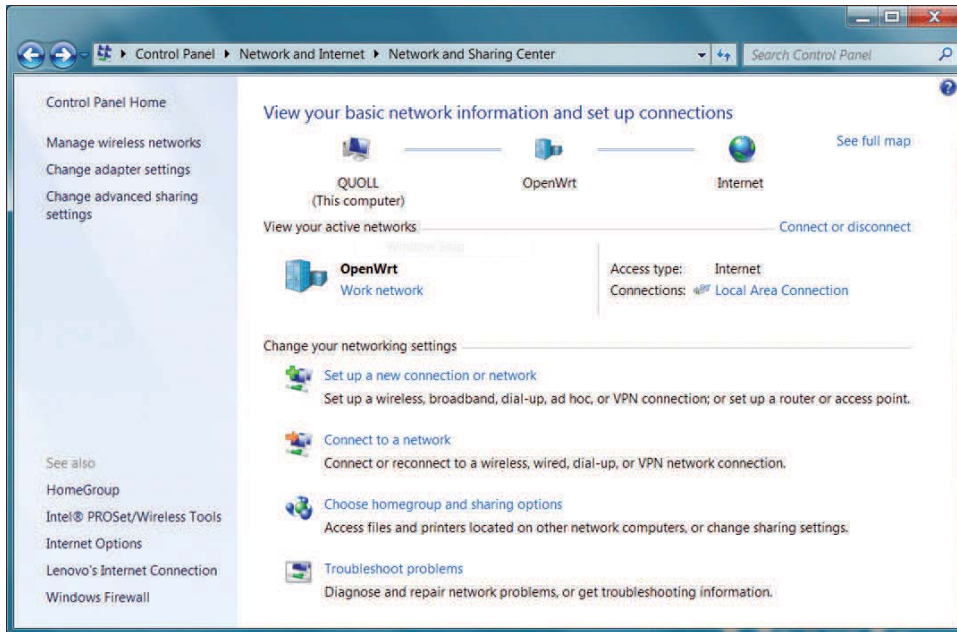 Control Panel Network and Internet Network and Sharing Center Search Control Panel
Control Panel Home
Manage wireless networks
Change adapter settings
Change advanced sharing
settings
See also
HomeGroup
Intel® PROSet/Wireless Tools
Internet Options
Lenovo's Internet Connection
Windows Firewall
View your basic network information and set up connections
See full map
QUOLL
(This computer)
OpenWrt
Internet
View your active networks
Connect or disconnect
Window Snip
OpenWrt
Work network
Access type: Internet
Connections: Local Area Connection
Change your networking settings
Set up a new connection or network
Set up a wireless, broadband, dial-up, ad hoc, or VPN connection; or set up a router or access point.
Connect to a network
Connect or reconnect to a wireless, wired, dial-up, or VPN network connection.
Choose homegroup and sharing options
Access files and printers located on other network computers, or change sharing settings.
Troubleshoot problems
Diagnose and repair network problems, or get troubleshooting information.